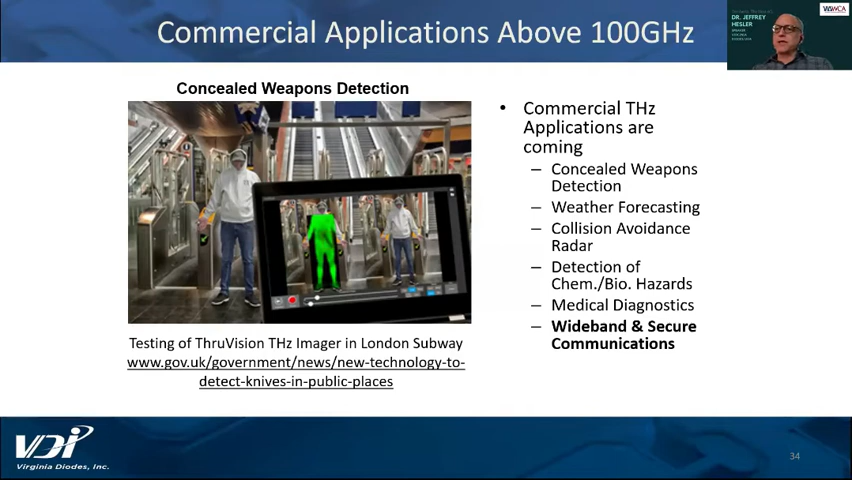 Commercial Applications Above 100GHz
DR. JEFFREY
HESLER
Concealed Weapons Detection
• Commercial THz
Applications are
coming
– Concealed Weapons
Detection
– Weather Forecasting
– Collision Avoidance
Radar
– Detection of
Chem./Bio. Hazards
– Medical Diagnostics
– Wideband & Secure
Communications
Testing of ThruVision THz Imager in London Subway
www.gov.uk/government/news/new-technology-to-
detect-knives-in-public-places
VDI
Virginia Diodes, Inc.
34